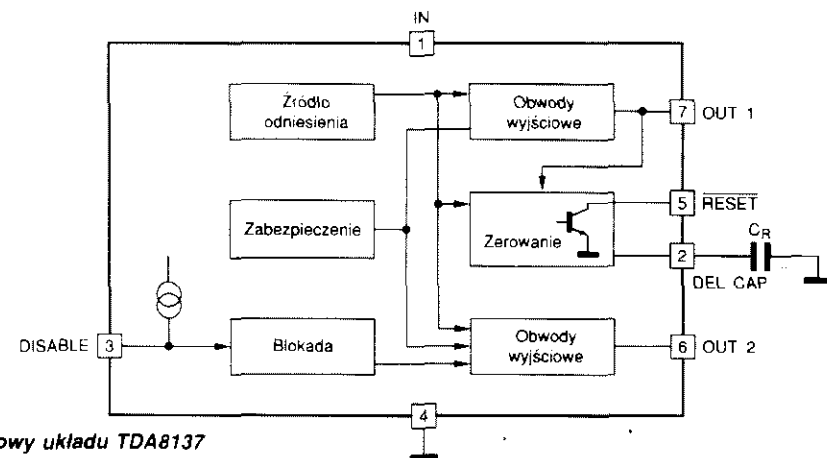 IN
1
Źródło
odniesienia
Obwody
wyjściowe
7 OUT 1
Zabezpieczenie
Zerowanie
5 RESET
2
DEL CAP
CR
DISABLE 3
Blokada
Obwody
wyjściowe
6 OUT 2
4
owy układu TDA8137